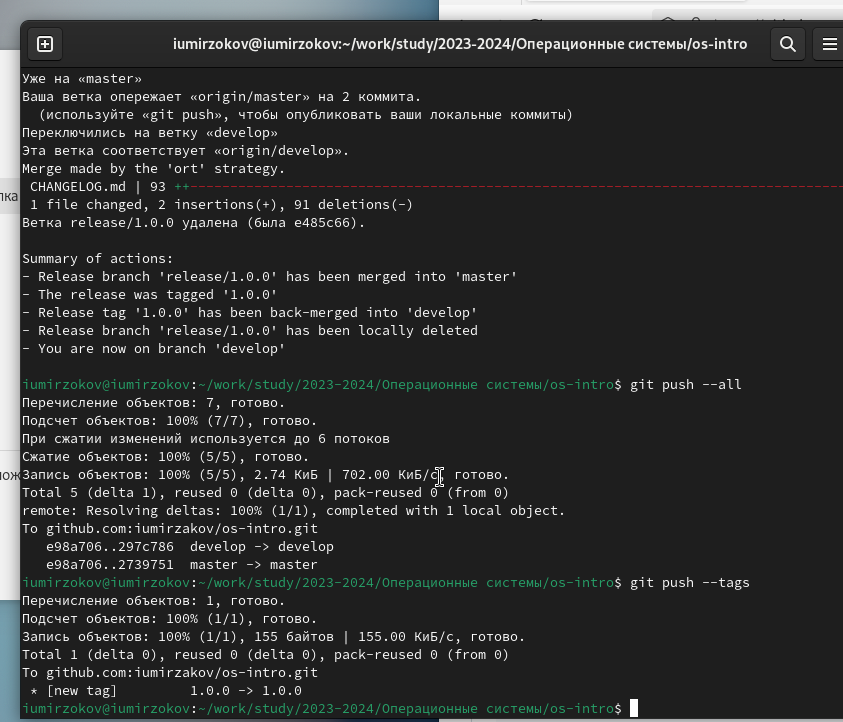 iumirzokov@iumirzokov:~/work/study/2023-2024/Операционные системы/os-intro
Уже на «master»
Ваша ветка опережает «origin/master» на 2 коммита.
  (используйте «git push», чтобы опубликовать ваши локальные коммиты)
Переключились на ветку «develop»
Эта ветка соответствует «origin/develop».
Merge made by the 'ort' strategy.
 CHANGELOG.md | 93 ++-----------------------------------------------------------------------------------
 1 file changed, 2 insertions(+), 91 deletions(-)
Ветка release/1.0.0 удалена (была e485c66).
Summary of actions:
- Release branch 'release/1.0.0' has been merged into 'master'
- The release was tagged '1.0.0'
- Release tag '1.0.0' has been back-merged into 'develop'
- Release branch 'release/1.0.0' has been locally deleted
- You are now on branch 'develop'
iumirzokov@iumirzokov:~/work/study/2023-2024/Операционные системы/os-intro$ git push --all
Перечисление объектов: 7, готово.
Подсчет объектов: 100% (7/7), готово.
При сжатии изменений используется до 6 потоков
Сжатие объектов: 100% (5/5), готово.
Запись объектов: 100% (5/5), 2.74 КиБ | 702.00 КиБ/с, готово.
Total 5 (delta 1), reused 0 (delta 0), pack-reused 0 (from 0)
remote: Resolving deltas: 100% (1/1), completed with 1 local object.
To github.com:iumirzakov/os-intro.git
   e98a706..297c786  develop -> develop
   e98a706..2739751  master -> master
iumirzokov@iumirzokov:~/work/study/2023-2024/Операционные системы/os-intro$ git push --tags
Перечисление объектов: 1, готово.
Подсчет объектов: 100% (1/1), готово.
Запись объектов: 100% (1/1), 155 байтов | 155.00 КиБ/с, готово.
Total 1 (delta 0), reused 0 (delta 0), pack-reused 0 (from 0)
To github.com:iumirzakov/os-intro.git
 * [new tag]         1.0.0 -> 1.0.0
iumirzokov@iumirzokov:~/work/study/2023-2024/Операционные системы/os-intro$